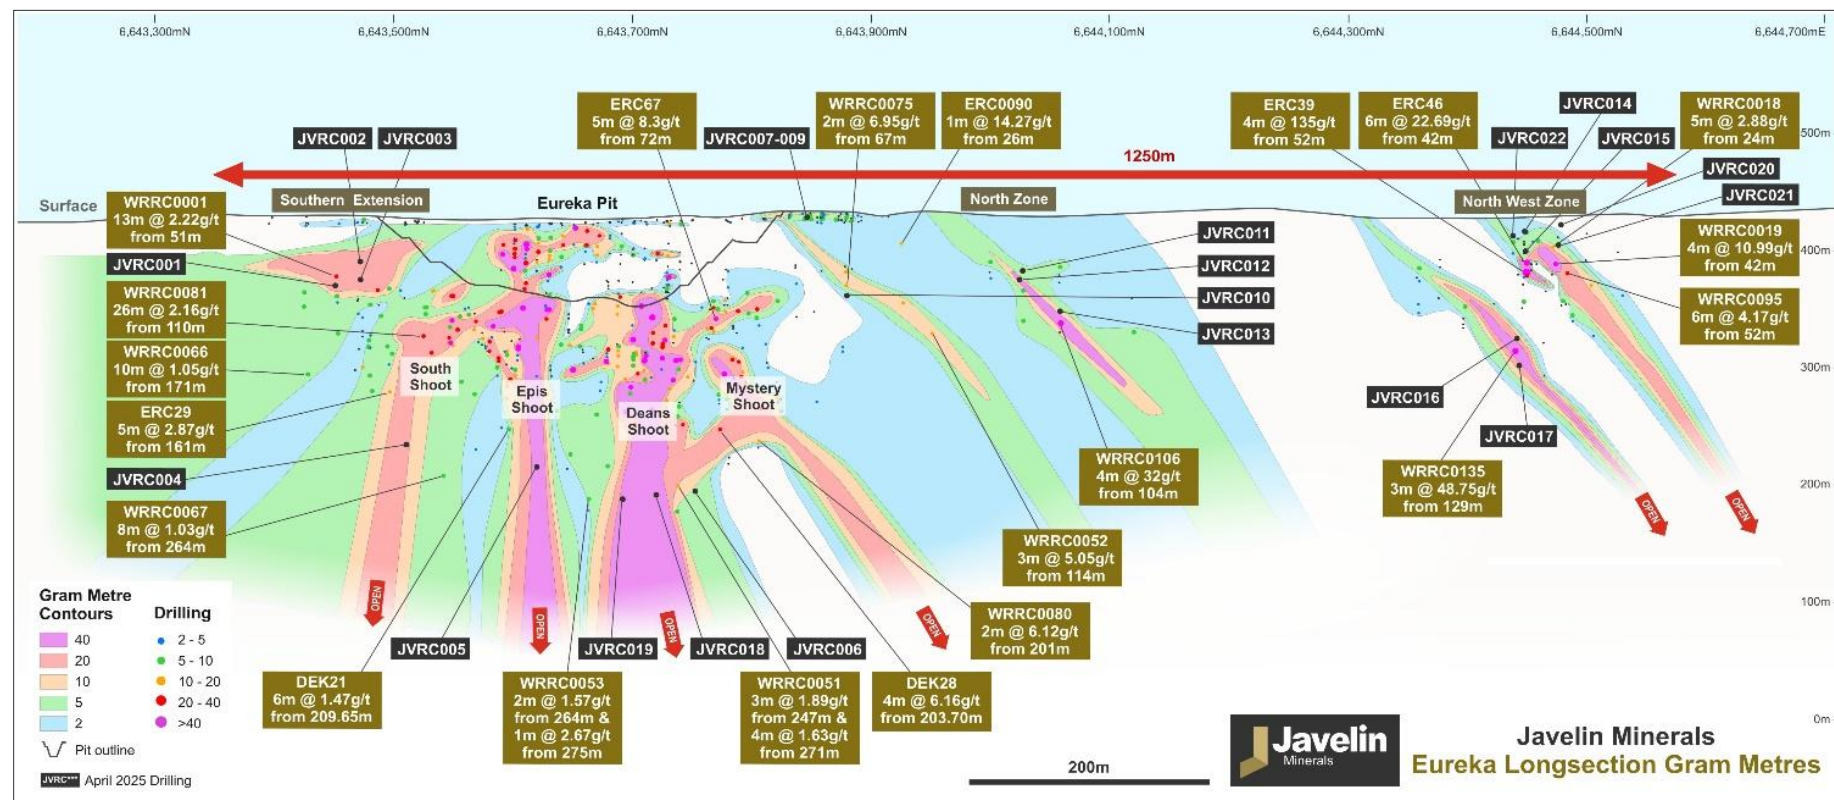 6,643,300mN
6,643,500mN
6,643,700mN
6,643,900mN
6,644,100mN
6,644,300mN
6,644,500mN
6,644,700mE
ERC67
5m @ 8.3g/t
from 72m
WRRC0075
2m @ 6.95g/t
from 67m
ERC0090
1m @ 14.27g/t
from 26m
ERC39
4m @ 135g/t
from 52m
ERC46
6m @ 22.69g/t
from 42m
JVRC014
WRRC0018
5m @ 2.88g/t
from 24m
500m
JVRC002
JVRC003
JVRC007-009
JVRC022
JVRC015
1250m
JVRC020
JVRC021
Surface
WRRC0001
13m @ 2.22g/t
from 51m
Southern Extension
Eureka Pit
North Zone
North West Zone
JVRC011
WRRC0019
4m @ 10.99g/t
from 42m
400m
JVRC001
JVRC012
WRRC0081
26m @ 2.16g/t
from 110m
JVRC010
WRRC0095
6m @ 4.17g/t
from 52m
JVRC013
WRRC0066
10m @ 1.05g/t
from 171m
South
Shoot
Epis
Shoot
Deans
Shoot
Mystery
Shoot
300m
JVRC016
ERC29
5m @ 2.87g/t
from 161m
JVRC017
JVRC004
WRRC0106
4m @ 32g/t
from 104m
WRRC0135
3m @ 48.75g/t
from 129m
200m
WRRC0067
8m @ 1.03g/t
from 264m
OPEN
OPEN
WRRC0052
3m @ 5.05g/t
from 114m
OPEN
OPEN
OPEN
OPEN
100m
WRRC0080
2m @ 6.12g/t
from 201m
JVRC005
JVRC019
JVRC018
JVRC006
DEK21
6m @ 1.47g/t
from 209.65m
WRRC0053
2m @ 1.57g/t
from 264m &
1m @ 2.67g/t
from 275m
WRRC0051
3m @ 1.89g/t
from 247m &
4m @ 1.63g/t
from 271m
DEK28
4m @ 6.16g/t
from 203.70m
0m
Gram Metre
Contours
40
20
10
5
2
Drilling
2 - 5
5 - 10
10 - 20
20 - 40
>40
Pit outline
JVRC*** April 2025 Drilling
200m
Javelin
Minerals
Javelin Minerals
Eureka Longsection Gram Metres